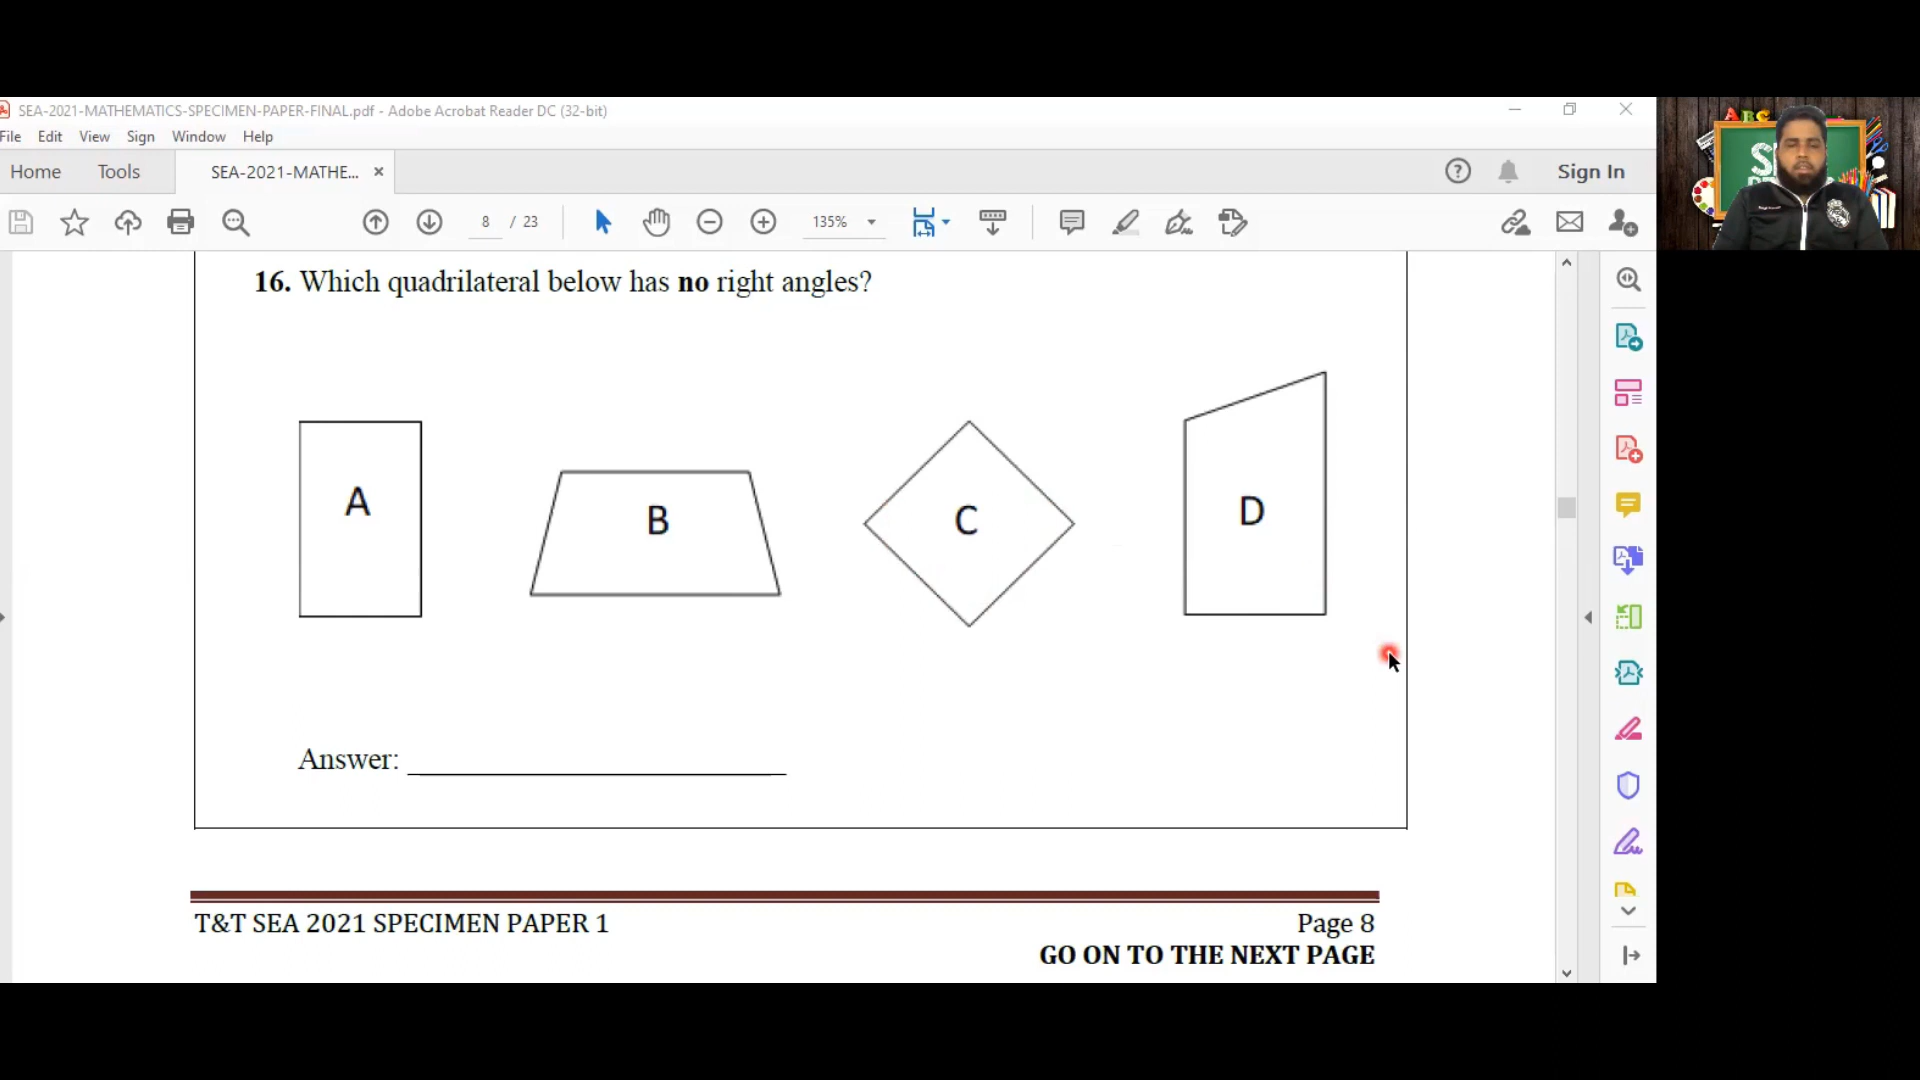 SEA-2021-MATHEMATICS-SPECIMEN-PAPER-FINAL.pdf - Adobe Acrobat Reader DC (32-bit)
File Edit View Sign Window Help
Home Tools SEA-2021-MATHE... × Sign In
8 / 23 135%
16. Which quadrilateral below has no right angles?
A
B
C
D
Answer: ____________________
T&T SEA 2021 SPECIMEN PAPER 1 Page 8
GO ON TO THE NEXT PAGE
ABC